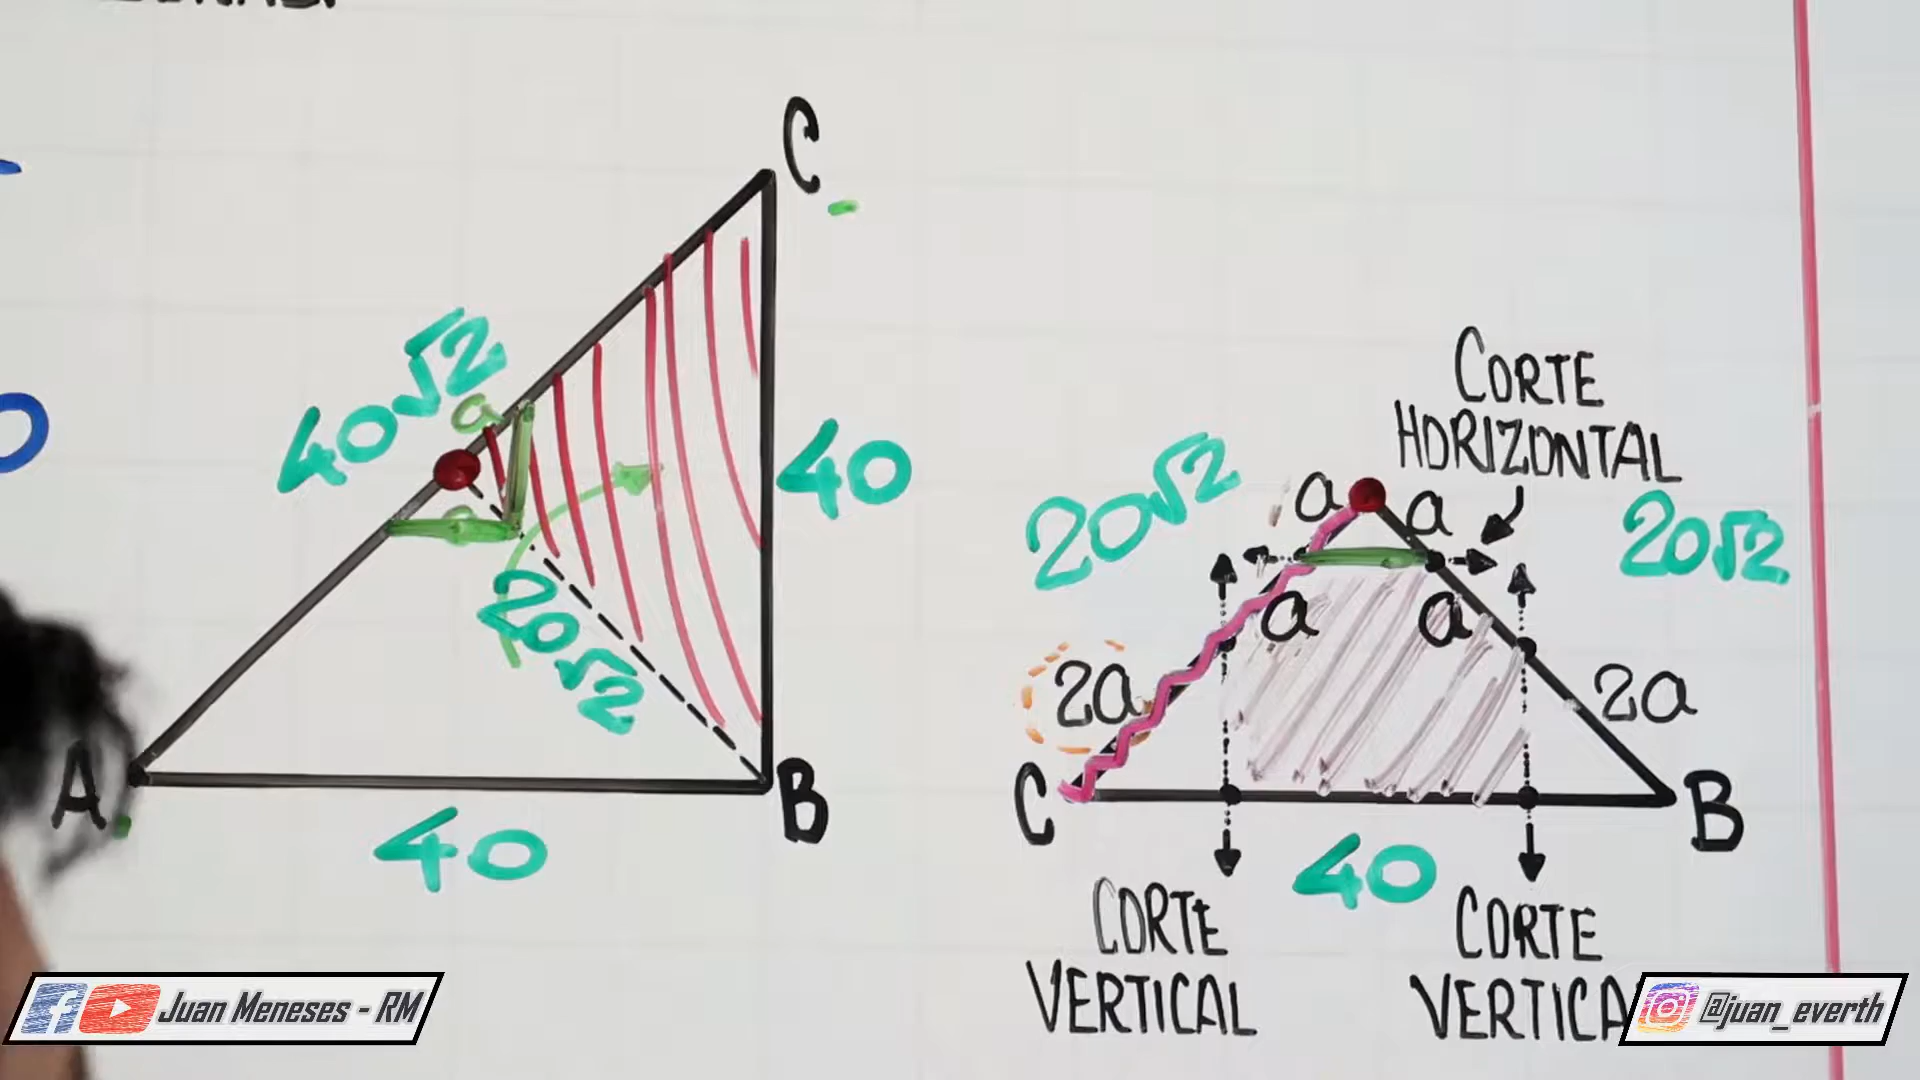 C
40√2
a
40
20√2
A
B
40
CORTE
HORIZONTAL
20√2
a
a
20√2
a
a
2a
2a
C
B
40
CORTE
VERTICAL
CORTE
VERTICA
Juan Meneses - RM
@juan_everth